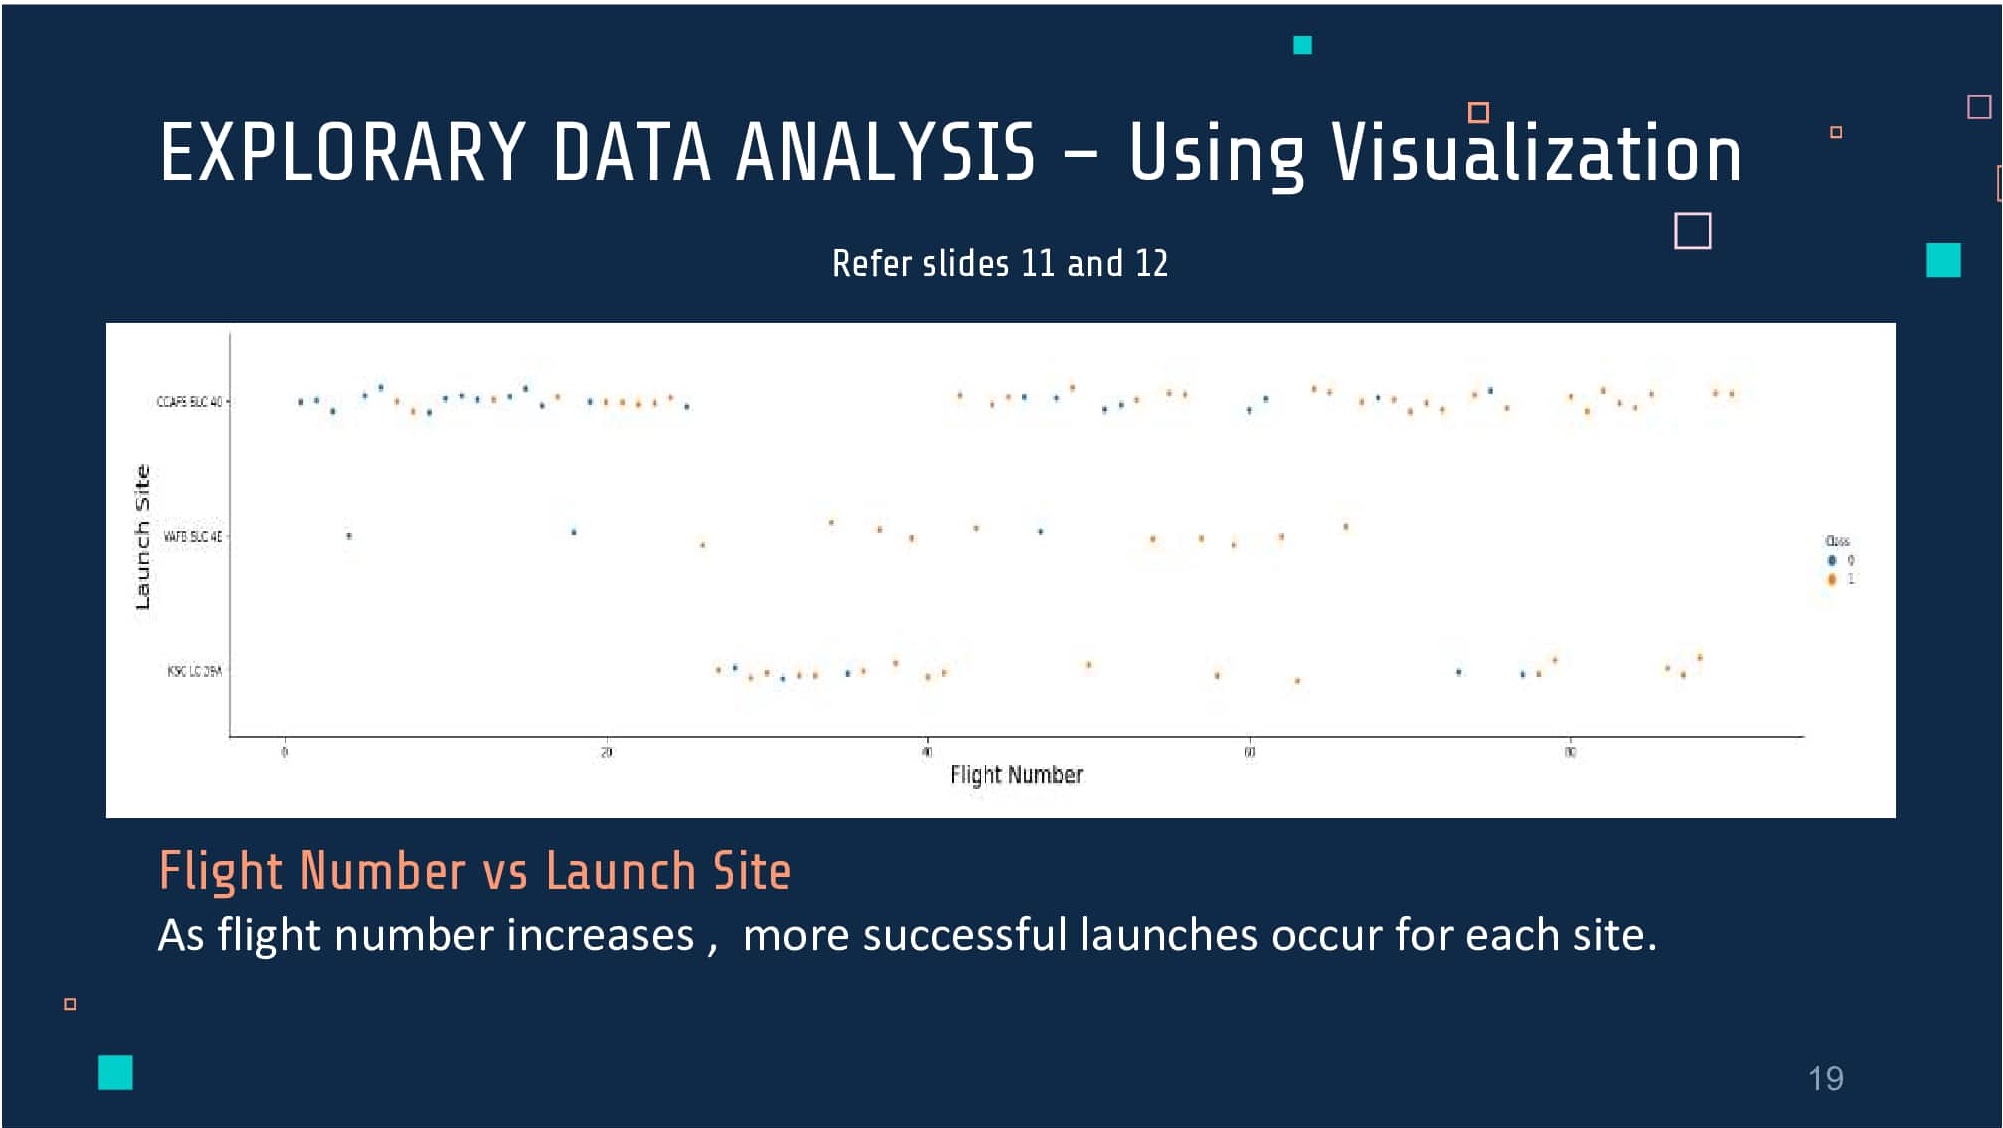 EXPLORARY DATA ANALYSIS – Using Visualization
Refer slides 11 and 12
CCAFS SLC 40
Launch Site
VAFB SLC 4E
Class
0
1
KSC LC 39A
0 20 40 60 80
Flight Number
Flight Number vs Launch Site
As flight number increases , more successful launches occur for each site.
19